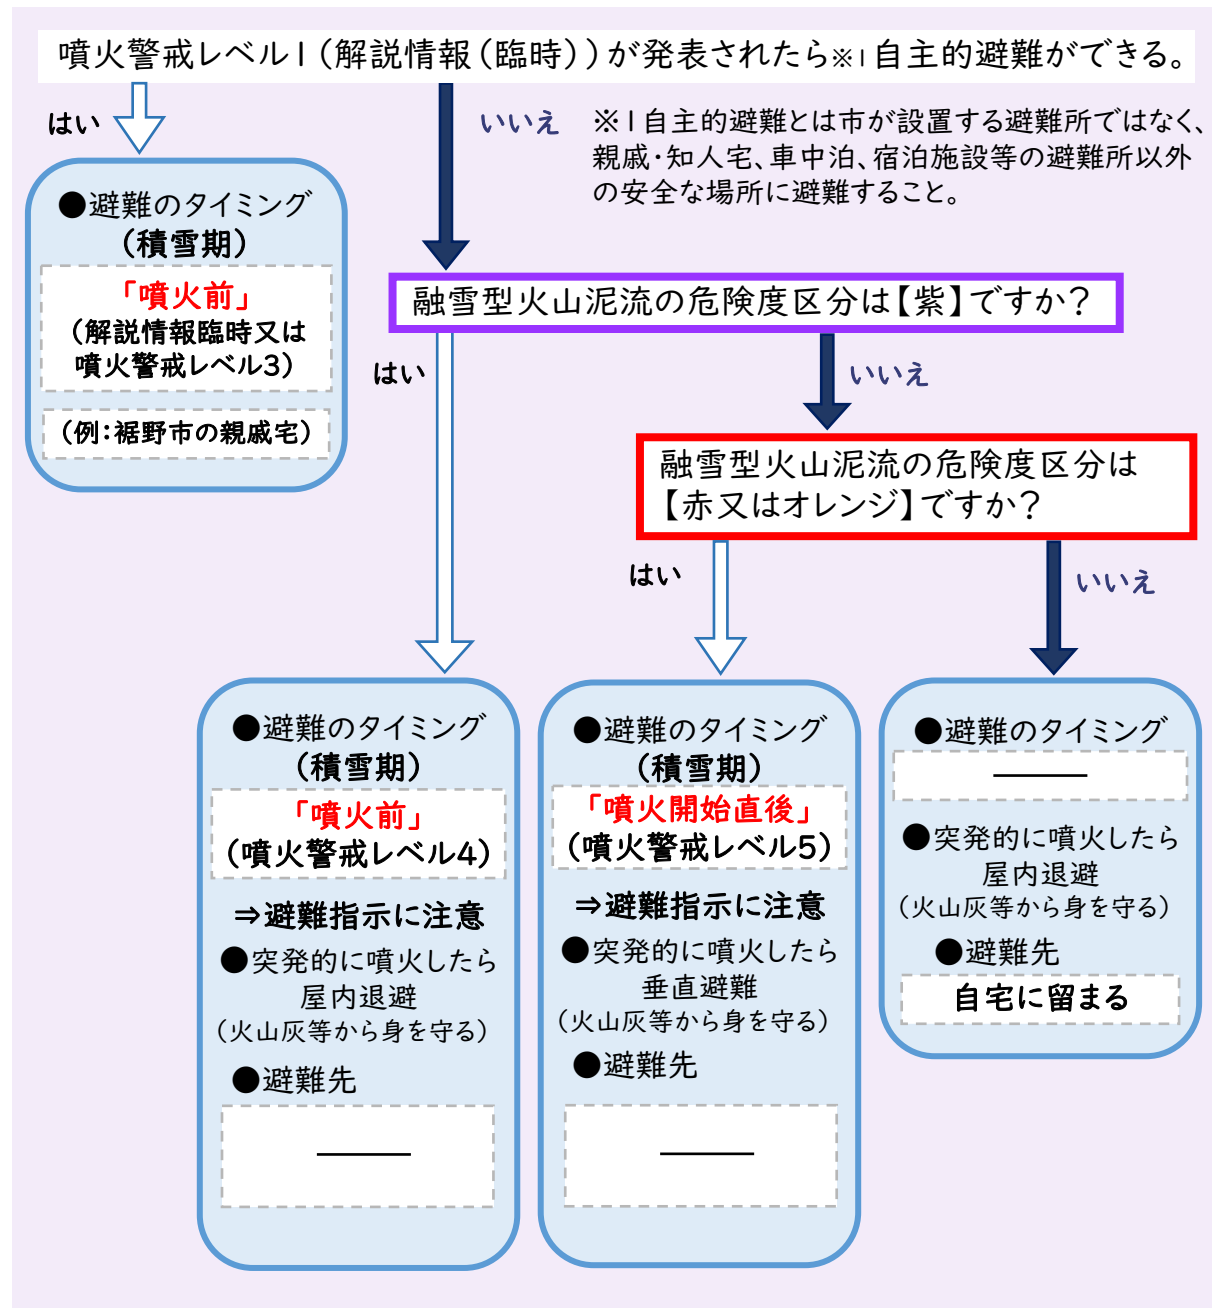 噴火警戒レベル1（解説情報（臨時））が発表されたら※1自主的避難ができる。
はい
いいえ
※1自主的避難とは市が設置する避難所ではなく、
親戚・知人宅、車中泊、宿泊施設等の避難所以外
の安全な場所に避難すること。
●避難のタイミング
（積雪期）
「噴火前」
（解説情報臨時又は
噴火警戒レベル3）
（例：裾野市の親戚宅）
融雪型火山泥流の危険度区分は【紫】ですか？
はい
いいえ
融雪型火山泥流の危険度区分は
【赤又はオレンジ】ですか？
はい
いいえ
●避難のタイミング
（積雪期）
「噴火前」
（噴火警戒レベル4）
⇒避難指示に注意
●突発的に噴火したら
屋内退避
（火山灰等から身を守る）
●避難先
●避難のタイミング
（積雪期）
「噴火開始直後」
（噴火警戒レベル5）
⇒避難指示に注意
●突発的に噴火したら
垂直避難
（火山灰等から身を守る）
●避難先
●避難のタイミング
●突発的に噴火したら
屋内退避
（火山灰等から身を守る）
●避難先
自宅に留まる